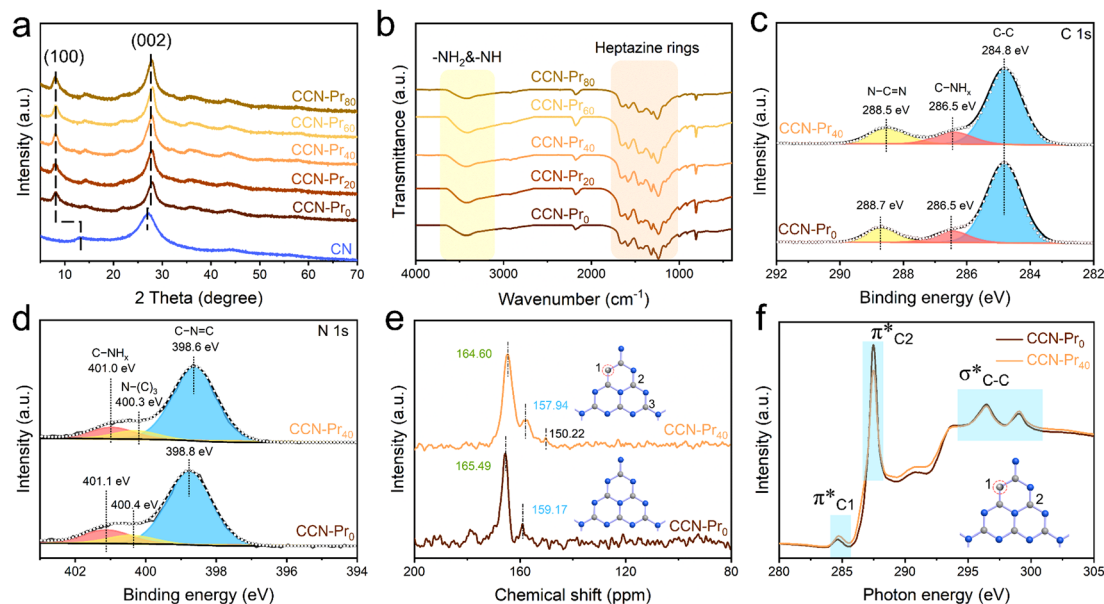 a
(100)
(002)
CCN-Pr80
CCN-Pr60
CCN-Pr40
CCN-Pr20
CCN-Pr0
CN
Intensity (a.u.)
5 10 20 30 40 50 60 70
2 Theta (degree)
b
-NH2&-NH
Heptazine rings
CCN-Pr80
CCN-Pr60
CCN-Pr40
CCN-Pr20
CCN-Pr0
Transmittance (a.u.)
4000 3000 2000 1000
Wavenumber (cm-1)
c
C 1s
C-C
284.8 eV
N−C=N
288.5 eV
C−NHx
286.5 eV
CCN-Pr40
288.7 eV
286.5 eV
CCN-Pr0
Intensity (a.u.)
292 290 288 286 284 282
Binding energy (eV)
d
N 1s
C−N=C
398.6 eV
C−NHx
401.0 eV
N−(C)3
400.3 eV
CCN-Pr40
398.8 eV
401.1 eV
400.4 eV
CCN-Pr0
Intensity (a.u.)
402 400 398 396 394
Binding energy (eV)
e
164.60
157.94
150.22
1
2
3
CCN-Pr40
165.49
159.17
CCN-Pr0
Intensity (a.u.)
200 160 120 80
Chemical shift (ppm)
f
π*C2
CCN-Pr0
CCN-Pr40
σ*C-C
π*C1
1
2
Intensity (a.u.)
280 285 290 295 300 305
Photon energy (eV)